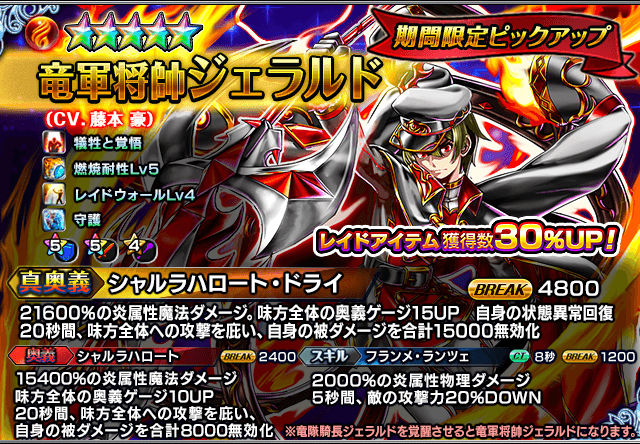 期間限定ピックアップ
竜軍将帥ジェラルド
(CV. 藤本 豪)
犠牲と覚悟
燃焼耐性Lv5
レイドウォールLv4
守護
5 5 4
レイドアイテム獲得数30%UP!
真奥義 シャルラハロート・ドライ BREAK 4800
21600%の炎属性魔法ダメージ。味方全体の奥義ゲージ15UP 自身の状態異常回復
20秒間、味方全体への攻撃を庇い、自身の被ダメージを合計15000無効化
奥義 シャルラハロート BREAK 2400
15400%の炎属性魔法ダメージ
味方全体の奥義ゲージ10UP
20秒間、味方全体への攻撃を庇い、
自身の被ダメージを合計8000無効化
スキル フランメ・ランツェ CT 8秒 BREAK 1200
2000%の炎属性物理ダメージ
5秒間、敵の攻撃力20%DOWN
※竜隊騎長ジェラルドを覚醒させると竜軍将帥ジェラルドになります。